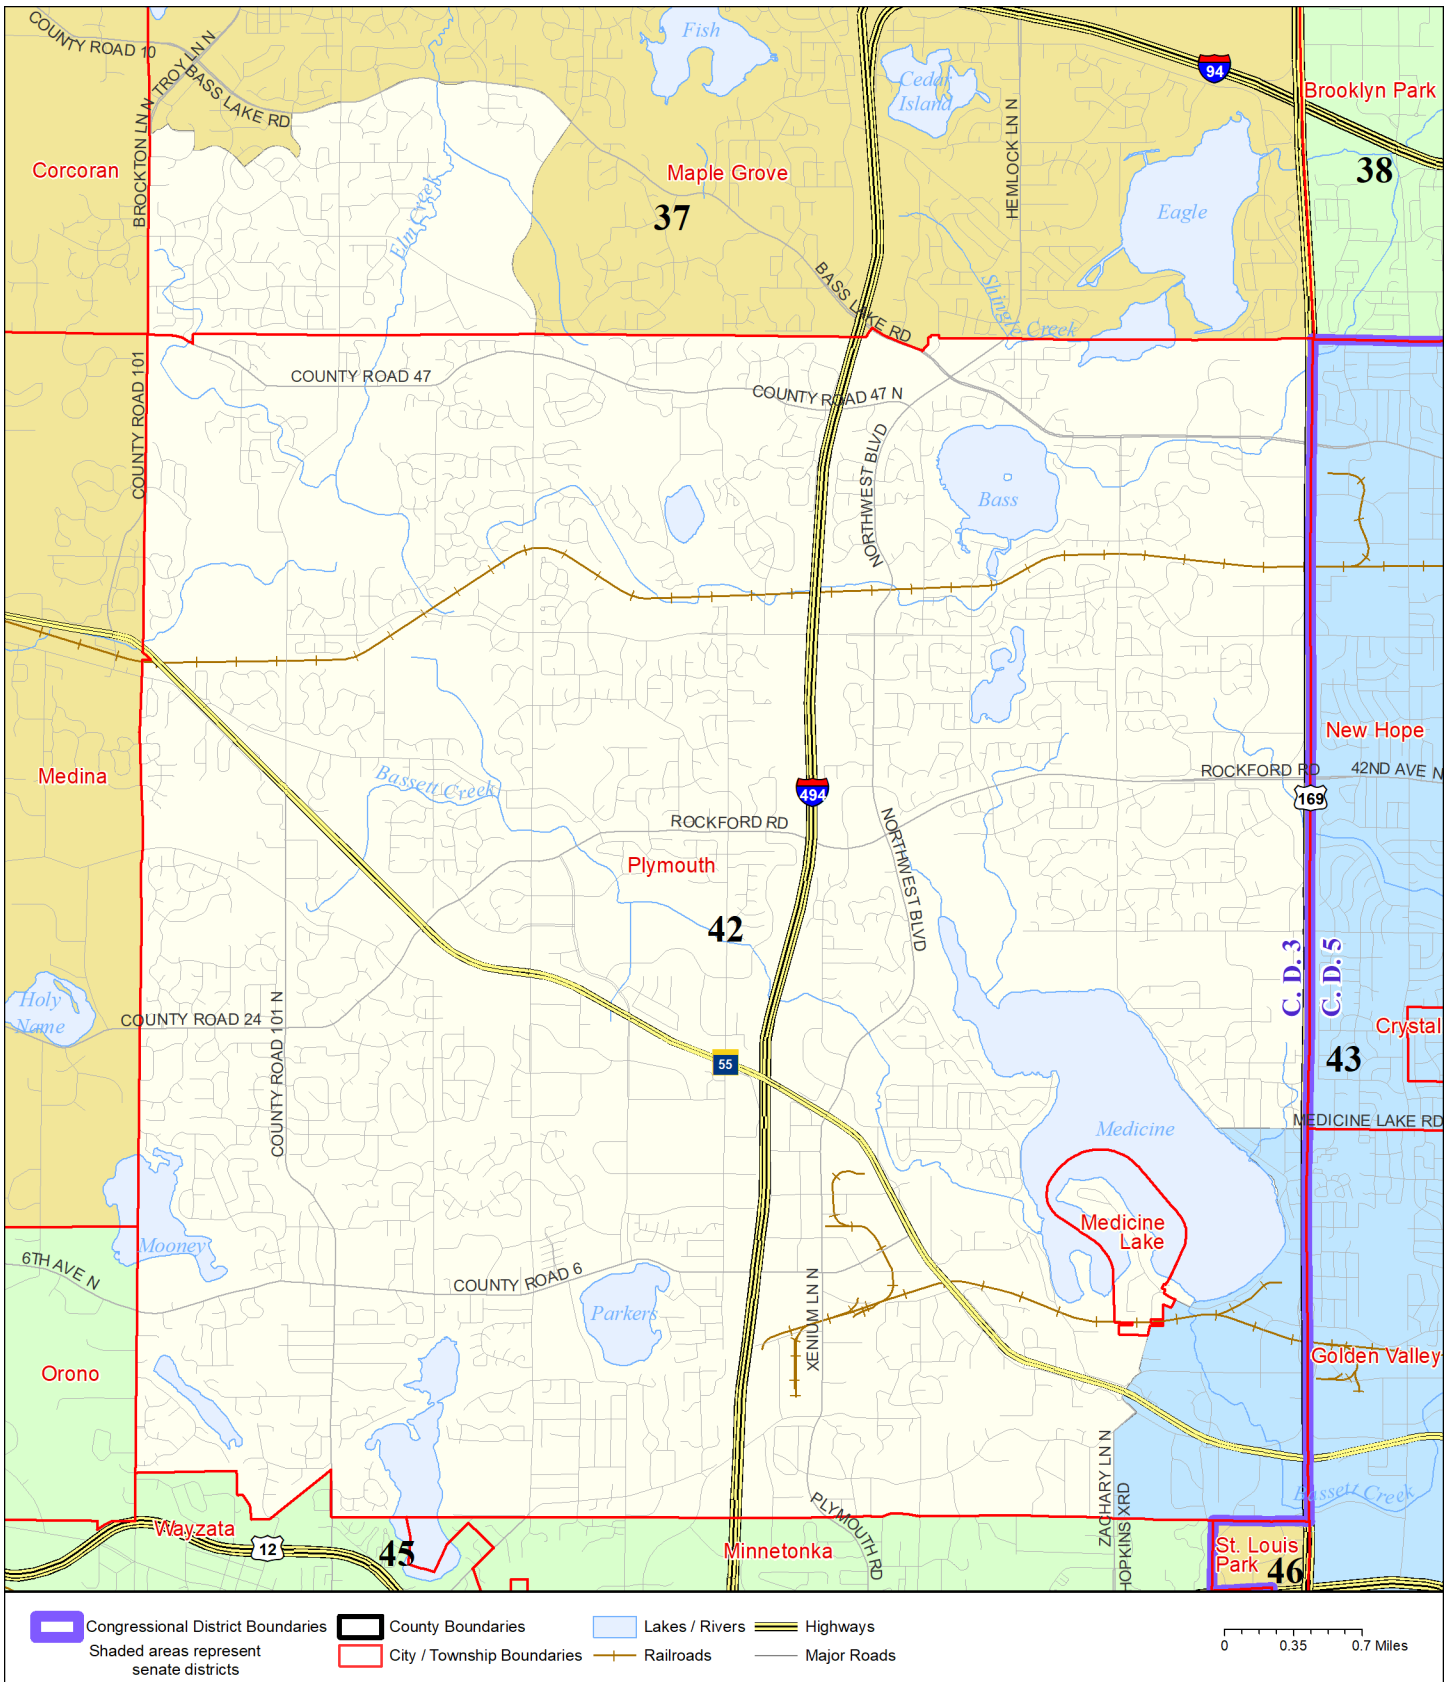 COUNTY ROAD 10
TROY LN N
BASS LAKE RD
BROCKTON LN N
Corcoran
Fish
Cedar
Island
94
Brooklyn Park
38
Maple Grove
37
HEMLOCK LN N
Eagle
Elm Creek
BASS LAKE RD
Shingle Creek
COUNTY ROAD 101
COUNTY ROAD 47
COUNTY ROAD 47 N
NORTHWEST BLVD
Bass
Medina
Bassett Creek
494
ROCKFORD RD
ROCKFORD RD
42ND AVE N
169
New Hope
Plymouth
42
NORTHWEST BLVD
C. D. 3
C. D. 5
Holy
Name
COUNTY ROAD 24
COUNTY ROAD 101 N
55
Crystal
43
MEDICINE LAKE RD
Medicine
Medicine
Lake
Mooney
6TH AVE N
COUNTY ROAD 6
Parkers
XENIUM LN N
Orono
Golden Valley
ZACHARY LN N
HOPKINS XRD
Bassett Creek
PLYMOUTH RD
Wayzata
12
45
Minnetonka
St. Louis
Park
46
Congressional District Boundaries
Shaded areas represent
senate districts
County Boundaries
City / Township Boundaries
Lakes / Rivers
Railroads
Highways
Major Roads
0 0.35 0.7 Miles